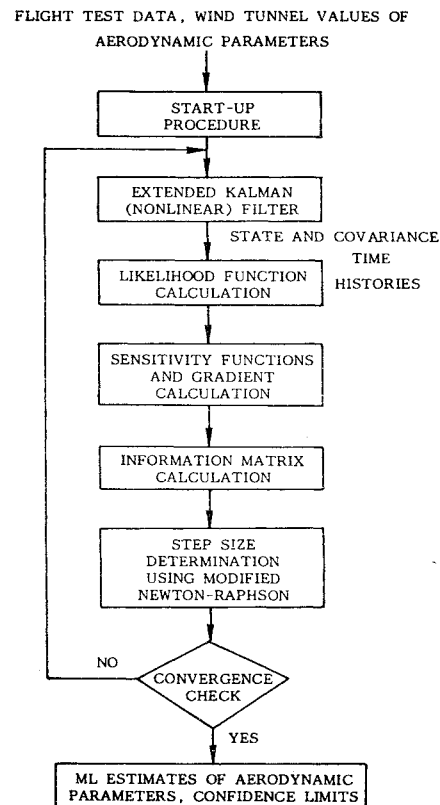 FLIGHT TEST DATA, WIND TUNNEL VALUES OF
AERODYNAMIC PARAMETERS
START-UP
PROCEDURE
EXTENDED KALMAN
(NONLINEAR) FILTER
STATE AND COVARIANCE
TIME
HISTORIES
LIKELIHOOD FUNCTION
CALCULATION
SENSITIVITY FUNCTIONS
AND GRADIENT
CALCULATION
INFORMATION MATRIX
CALCULATION
STEP SIZE
DETERMINATION
USING MODIFIED
NEWTON-RAPHSON
NO
CONVERGENCE
CHECK
YES
ML ESTIMATES OF AERODYNAMIC
PARAMETERS, CONFIDENCE LIMITS